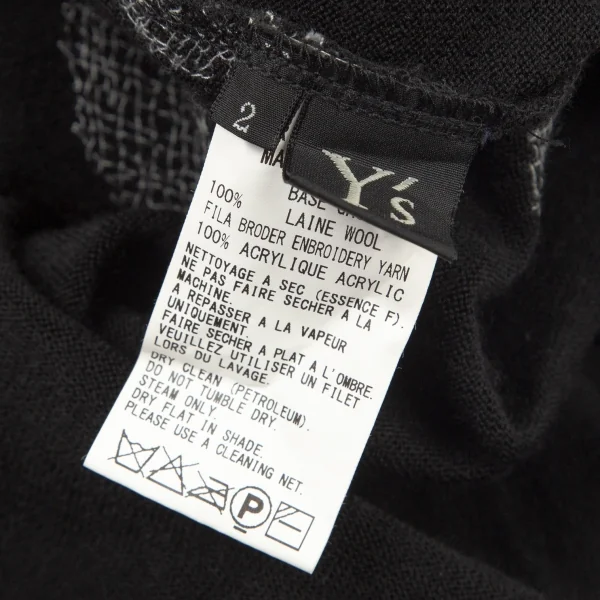 2
Y's
MA
BASE
100% LAINE WOOL
FILA BRODER EMBROIDERY YARN
100% ACRYLIQUE ACRYLIC
NETTOYAGE A SEC (ESSENCE F).
NE PAS FAIRE SECHER A LA
MACHINE.
A REPASSER A LA VAPEUR
UNIQUEMENT.
FAIRE SECHER A PLAT A L'OMBRE.
VEUILLEZ UTILISER UN FILET
LORS DU LAVAGE.
DRY CLEAN (PETROLEUM).
DO NOT TUMBLE DRY.
STEAM ONLY.
DRY FLAT IN SHADE.
PLEASE USE A CLEANING NET.
P